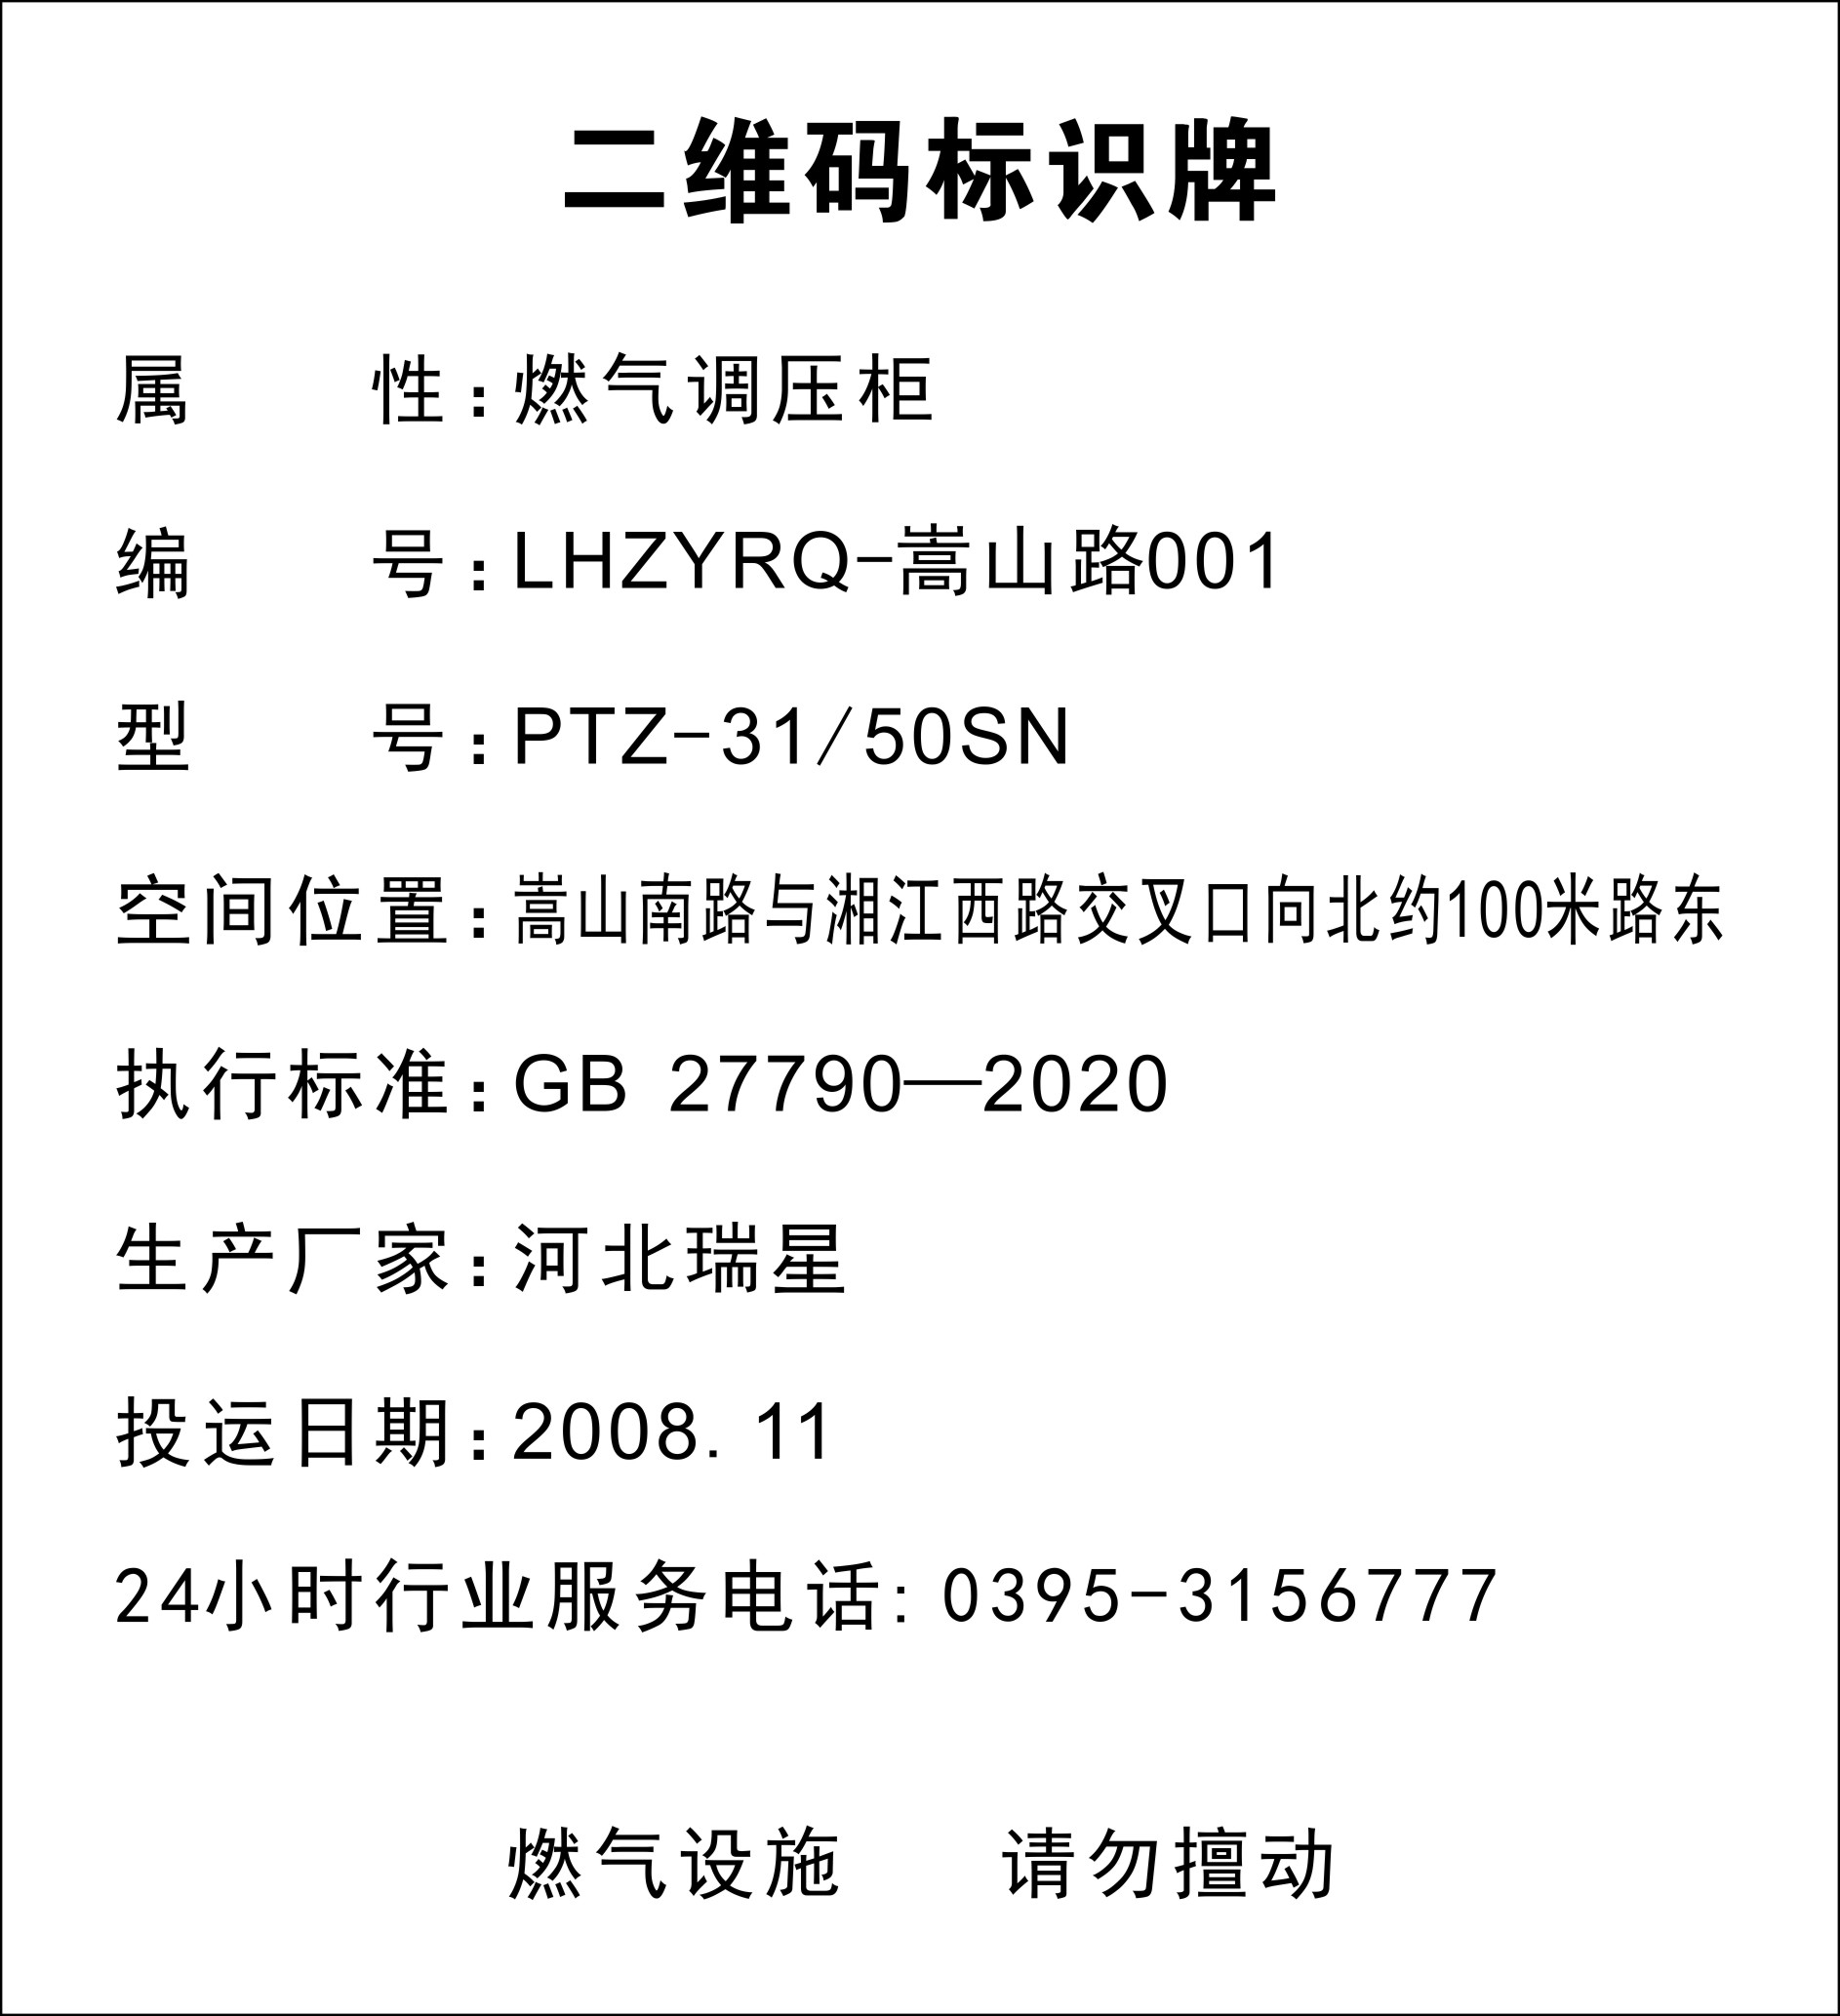 二维码标识牌
属 性:燃气调压柜
编 号:LHZYRQ-嵩山路001
型 号:PTZ-31/50SN
空间位置:嵩山南路与湘江西路交叉口向北约100米路东
执行标准:GB 27790—2020
生产厂家:河北瑞星
投运日期:2008.11
24小时行业服务电话:0395-3156777
燃气设施 请勿擅动